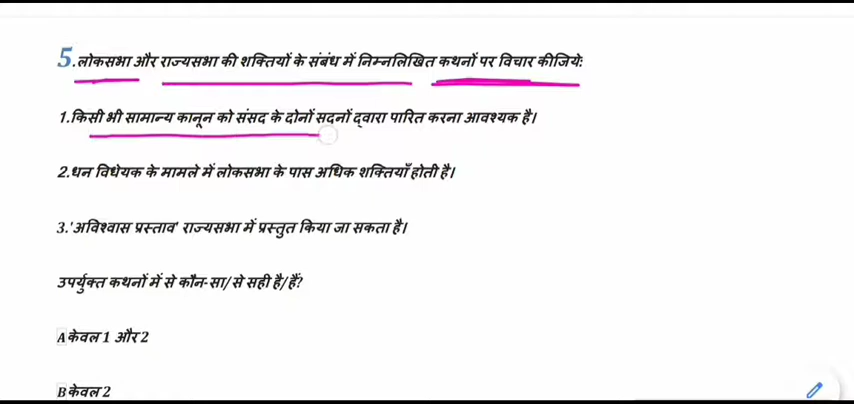 5.लोकसभा और राज्यसभा की शक्तियों के संबंध में निम्नलिखित कथनों पर विचार कीजिये:
1.किसी भी सामान्य कानून को संसद के दोनों सदनों द्वारा पारित करना आवश्यक है।
2.धन विधेयक के मामले में लोकसभा के पास अधिक शक्तियाँ होती है।
3.'अविश्वास प्रस्ताव' राज्यसभा में प्रस्तुत किया जा सकता है।
उपर्युक्त कथनों में से कौन-सा/से सही है/हैं?
A केवल 1 और 2
B केवल 2